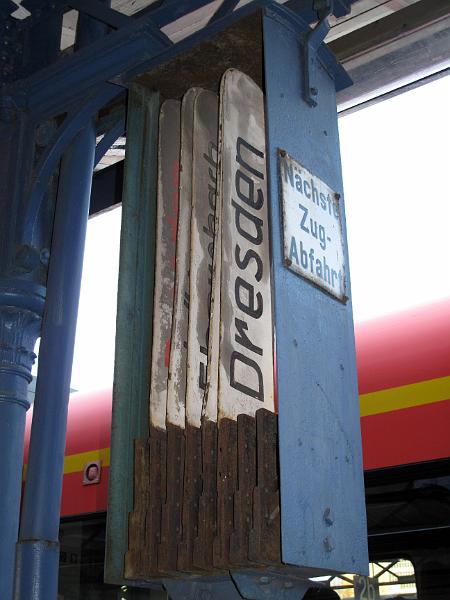 Dresden
Nächste
Zug-
Abfahrt